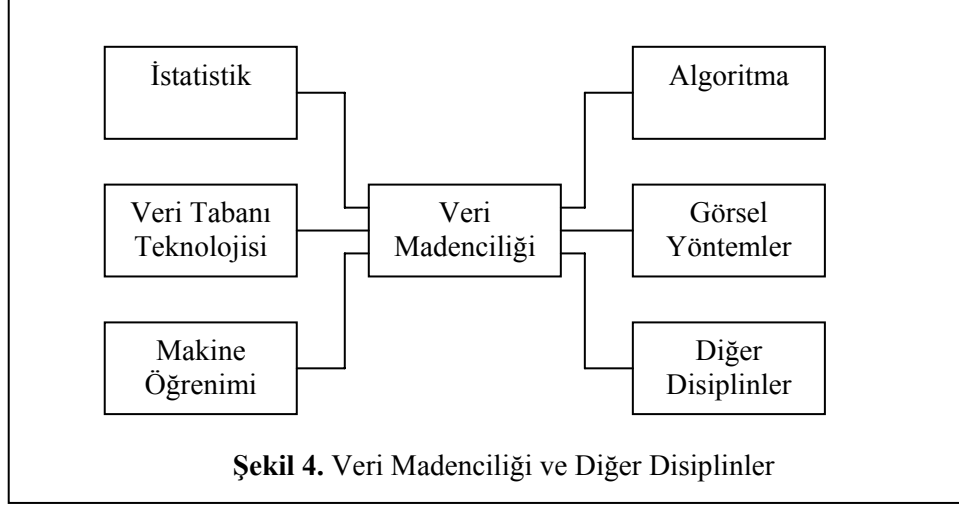 İstatistik
Algoritma
Veri Tabanı
Teknolojisi
Veri
Madenciliği
Görsel
Yöntemler
Makine
Öğrenimi
Diğer
Disiplinler
Şekil 4. Veri Madenciliği ve Diğer Disiplinler